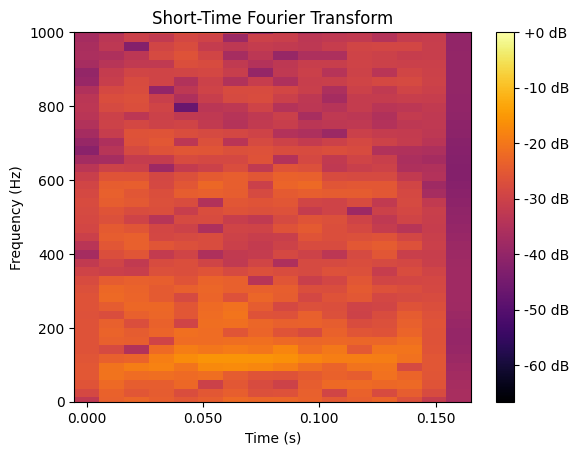 Short-Time Fourier Transform
Frequency (Hz)
1000
800
600
400
200
0
0.000
0.050
0.100
0.150
Time (s)
+0 dB
-10 dB
-20 dB
-30 dB
-40 dB
-50 dB
-60 dB